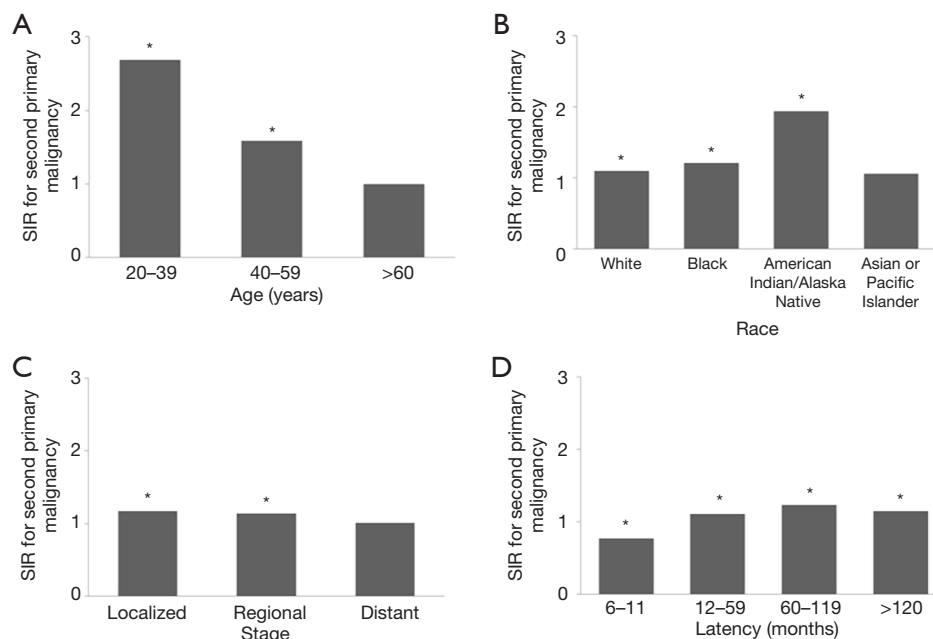 A
SIR for second primary
malignancy
3
2
1
0
*
*
20–39
40–59
>60
Age (years)
B
SIR for second primary
malignancy
3
2
1
0
*
*
*
White
Black
American
Indian/Alaska
Native
Asian or
Pacific
Islander
Race
C
SIR for second primary
malignancy
3
2
1
0
*
*
Localized
Regional
Distant
Stage
D
SIR for second primary
malignancy
3
2
1
0
*
*
*
*
6–11
12–59
60–119
>120
Latency (months)